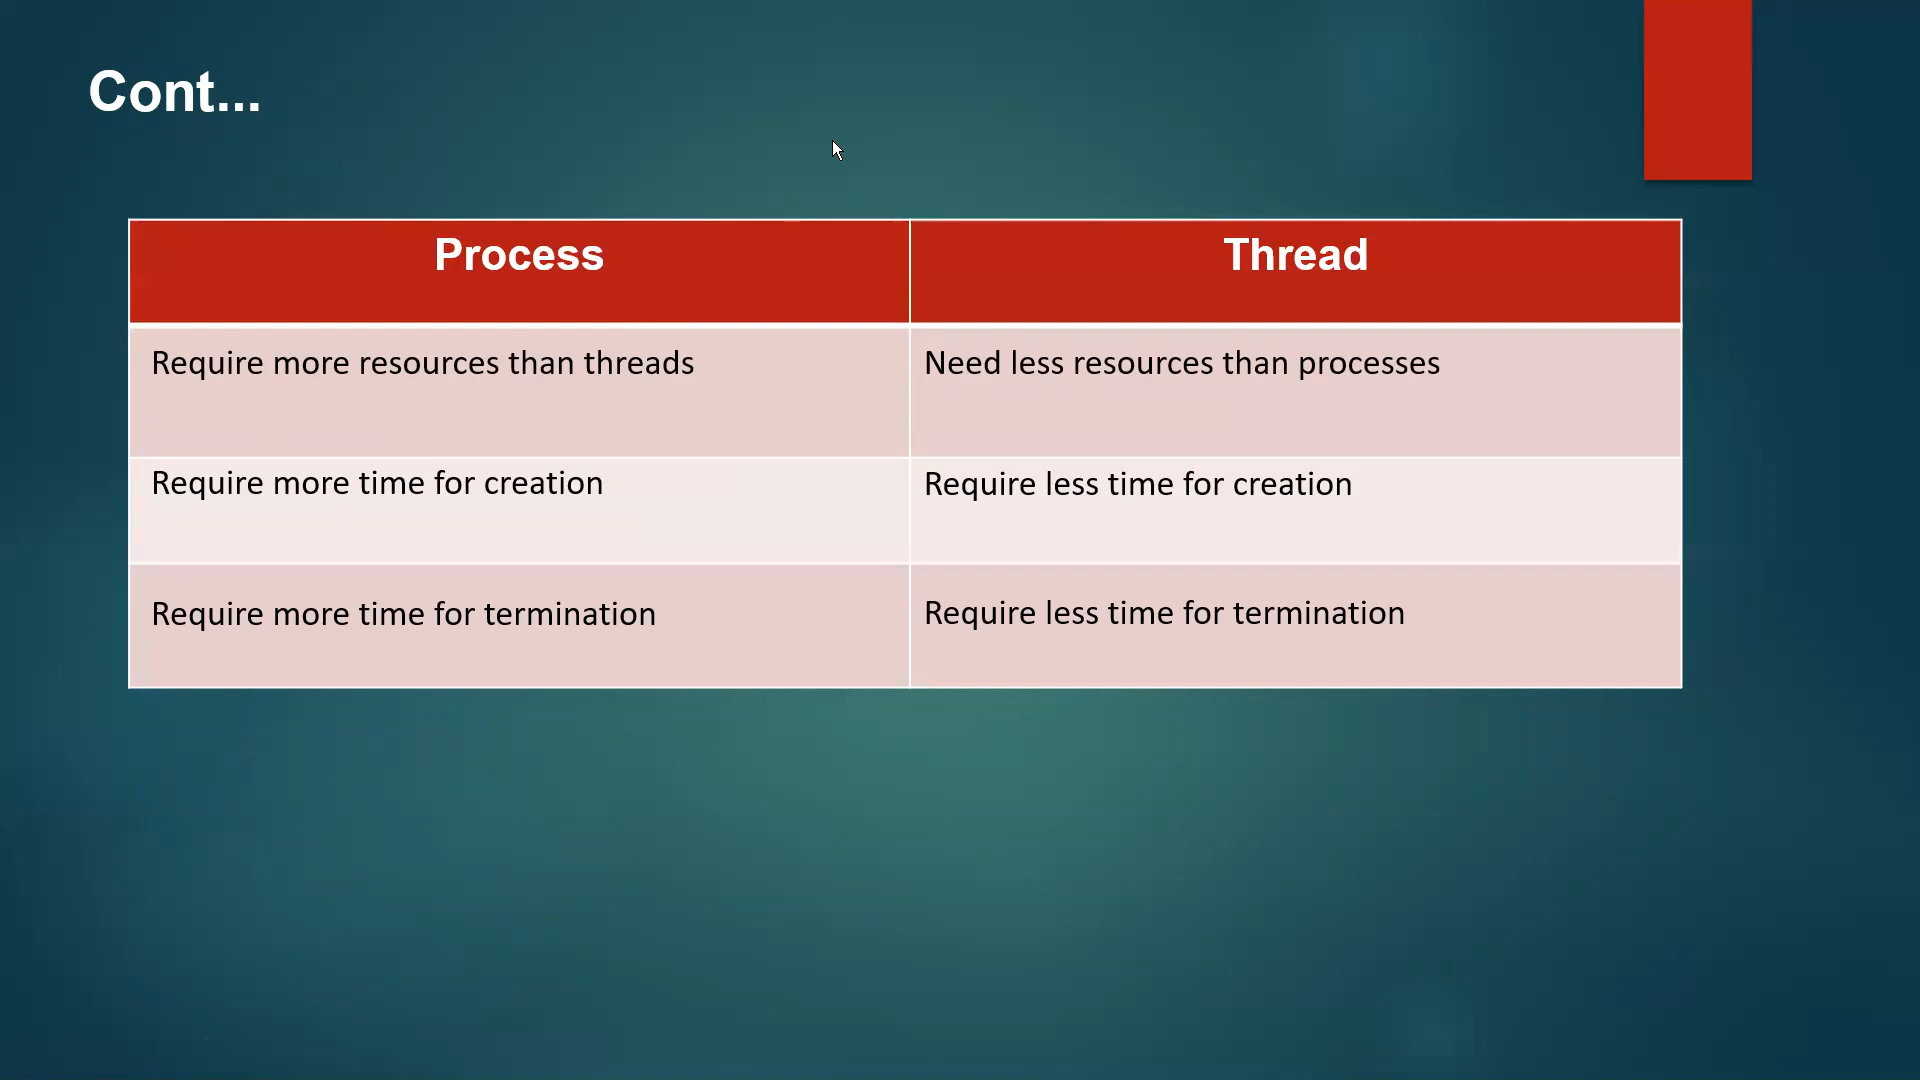 Cont...
Process
Thread
Require more resources than threads
Need less resources than processes
Require more time for creation
Require less time for creation
Require more time for termination
Require less time for termination